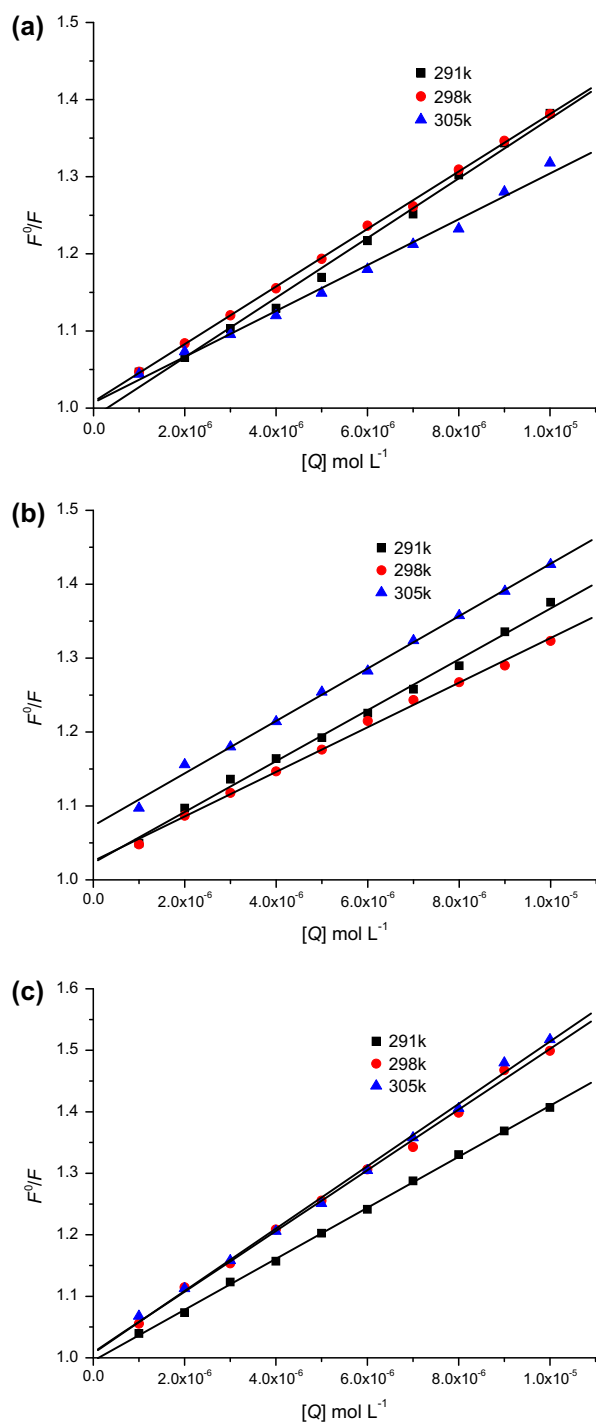 (a)
1.5
1.4
1.3
1.2
1.1
1.0
F⁰/F
291k
298k
305k
0.0 2.0x10⁻⁶ 4.0x10⁻⁶ 6.0x10⁻⁶ 8.0x10⁻⁶ 1.0x10⁻⁵
[Q] mol L⁻¹
(b)
1.5
1.4
1.3
1.2
1.1
1.0
F⁰/F
291k
298k
305k
0.0 2.0x10⁻⁶ 4.0x10⁻⁶ 6.0x10⁻⁶ 8.0x10⁻⁶ 1.0x10⁻⁵
[Q] mol L⁻¹
(c)
1.6
1.5
1.4
1.3
1.2
1.1
1.0
F⁰/F
291k
298k
305k
0.0 2.0x10⁻⁶ 4.0x10⁻⁶ 6.0x10⁻⁶ 8.0x10⁻⁶ 1.0x10⁻⁵
[Q] mol L⁻¹